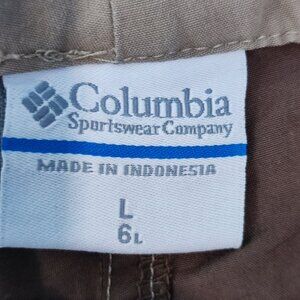 Columbia
Sportswear Company
MADE IN INDONESIA
L
6L